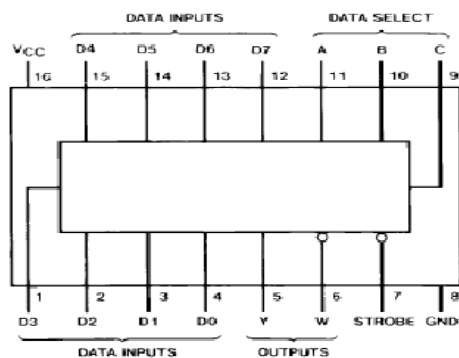 DATA INPUTS DATA SELECT
VCC D4 D5 D6 D7 A B C
16 15 14 13 12 11 10 9
1 2 3 4 5 6 7 8
D3 D2 D1 D0 Y W STROBE GND
DATA INPUTS OUTPUTS